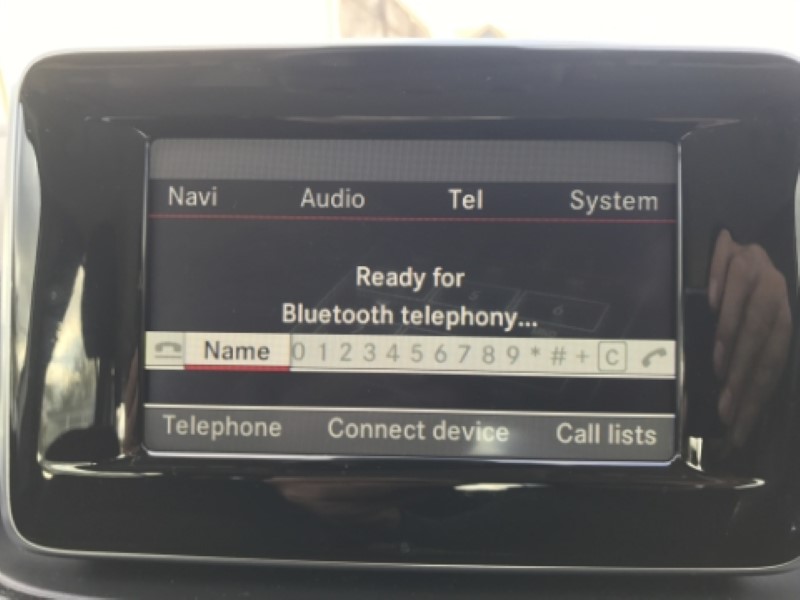 Navi Audio Tel System
Ready for
Bluetooth telephony...
Name 0 1 2 3 4 5 6 7 8 9 * # + C
Telephone Connect device Call lists